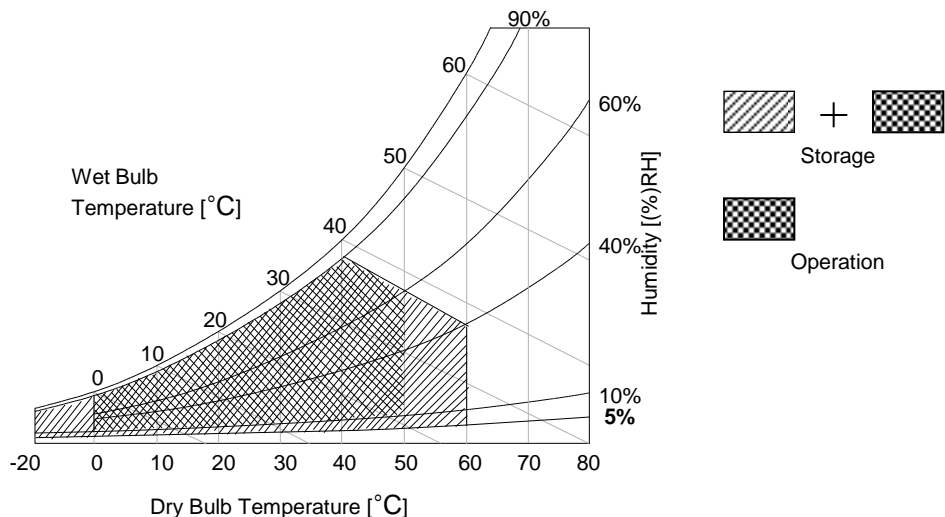 90%
60
60%
50
Wet Bulb
Temperature [°C]
40
Humidity [(%)RH]
40%
30
20
10
0
10%
5%
-20 0 10 20 30 40 50 60 70 80
Dry Bulb Temperature [°C]
+
Storage
Operation